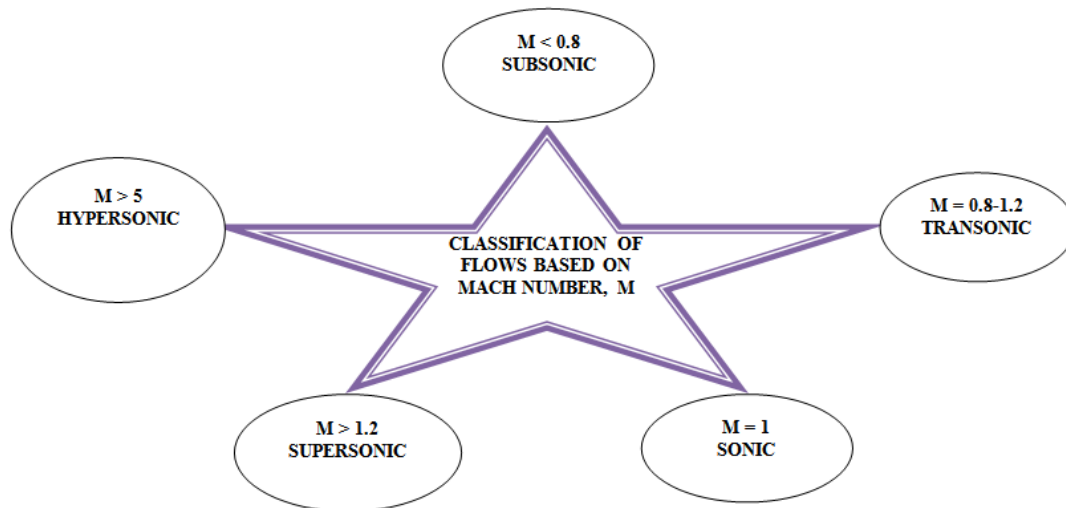 M < 0.8
SUBSONIC
M > 5
HYPERSONIC
M = 0.8-1.2
TRANSONIC
CLASSIFICATION OF
FLOWS BASED ON
MACH NUMBER, M
M > 1.2
SUPERSONIC
M = 1
SONIC